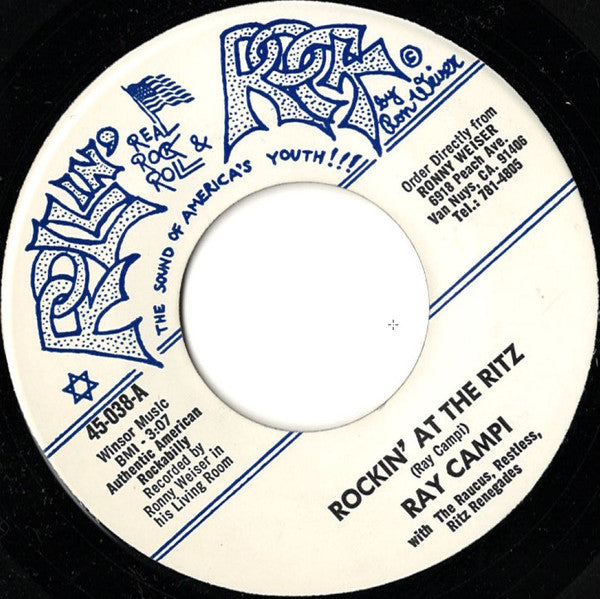 ROLLIN'
ROCK
©
by
Ron Weiser
REAL
ROCK
ROLL &
THE SOUND OF AMERICA'S YOUTH!!!
Order Directly from
RONNY WEISER
6918 Peach Ave.
Van Nuys, CA. 91406
Tel.: 781-4805
45-038-A
Winsor Music
BMI - 3:07
Authentic American
Rockabilly
Recorded by
Ronny Weiser in
his Living Room
ROCKIN' AT THE RITZ
(Ray Campi)
RAY CAMPI
with The Raucus, Restless,
Ritz Renegades